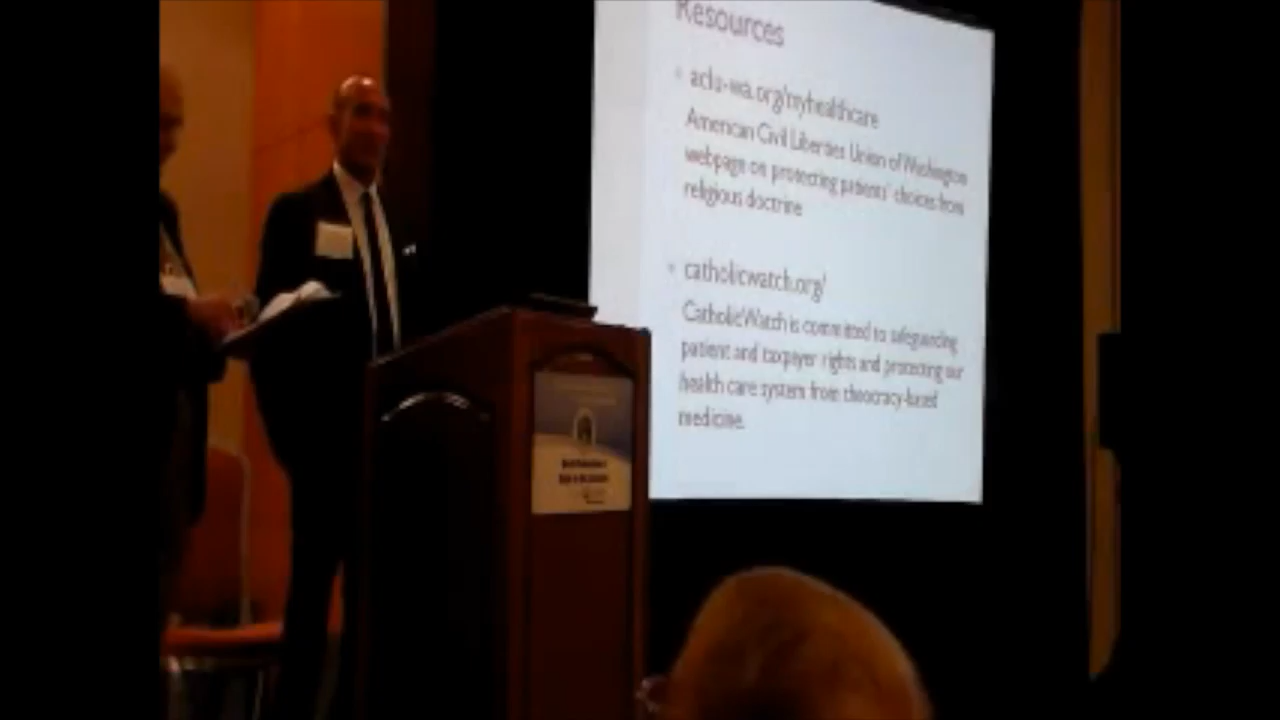 Resources
aclu-wa.org/myhealthcare
American Civil Liberties Union of Washington
webpage on protecting patients' choices from
religious doctrine
catholicwatch.org/
CatholicWatch is committed to safeguarding
patient and taxpayer rights and protecting our
health care system from theocracy-based
medicine.